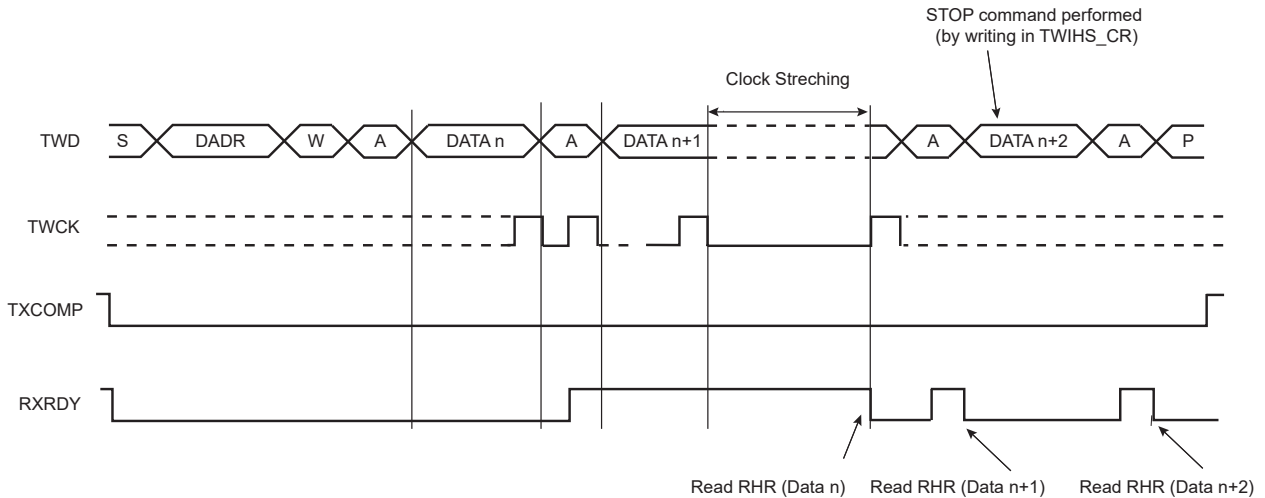 STOP command performed
(by writing in TWIHS_CR)
Clock Streching
TWD S DADR W A DATA n A DATA n+1 A DATA n+2 A P
TWCK
TXCOMP
RXRDY
Read RHR (Data n) Read RHR (Data n+1) Read RHR (Data n+2)